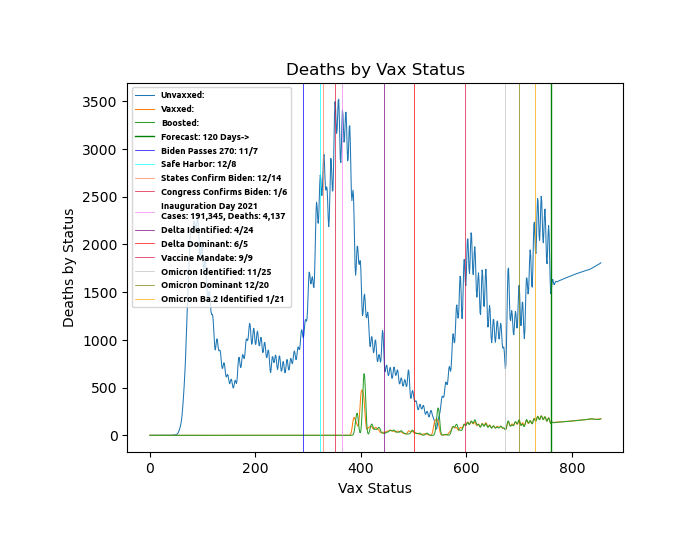 Deaths by Vax Status
Deaths by Status
3500
3000
2500
2000
1500
1000
500
0
Unvaxxed:
Vaxxed:
Boosted:
Forecast: 120 Days->
Biden Passes 270: 11/7
Safe Harbor: 12/8
States Confirm Biden: 12/14
Congress Confirms Biden: 1/6
Inauguration Day 2021
Cases: 191,345, Deaths: 4,137
Delta Identified: 4/24
Delta Dominant: 6/5
Vaccine Mandate: 9/9
Omicron Identified: 11/25
Omicron Dominant 12/20
Omicron Ba.2 Identified 1/21
0 200 400 600 800
Vax Status